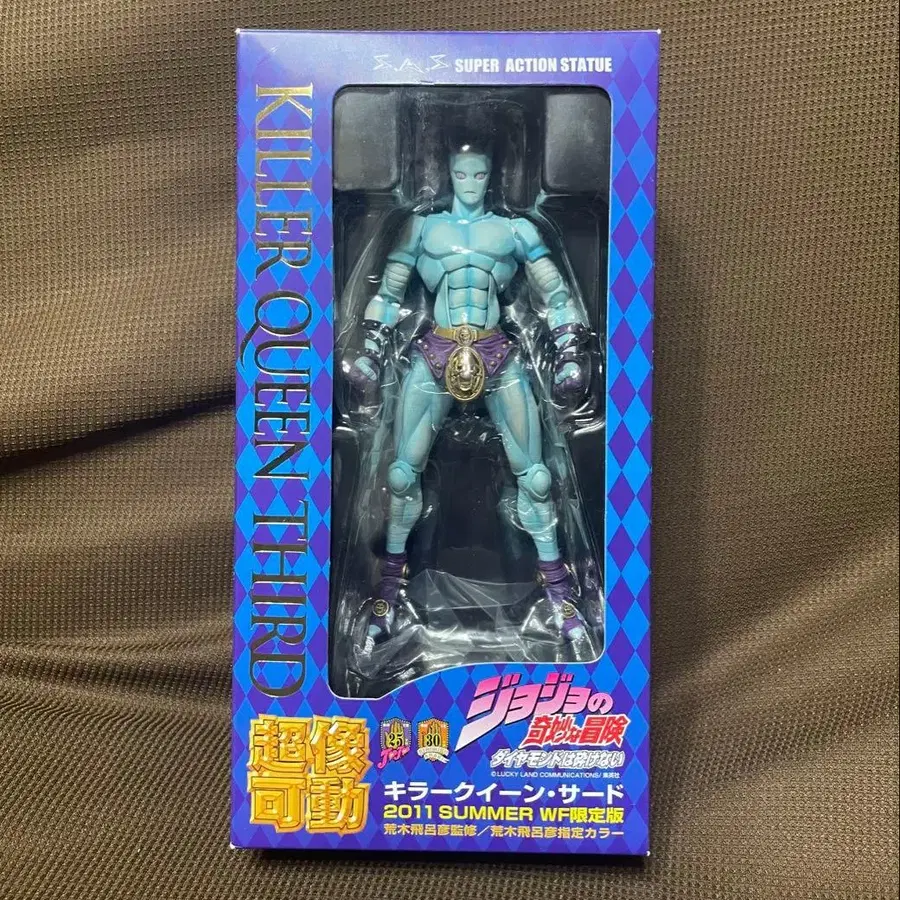 S.A.S SUPER ACTION STATUE
KILLER QUEEN THIRD
ジョジョの
奇妙な冒険
ダイヤモンドは砕けない
©LUCKY LAND COMMUNICATIONS/集英社
超像
可動
25
JoJo
30
キラークイーン・サード
2011 SUMMER WF限定版
荒木飛呂彦監修/荒木飛呂彦指定カラー